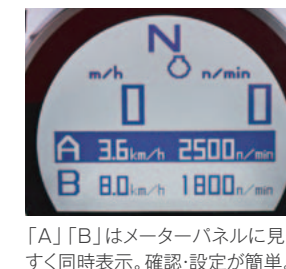 N
m/h n/min
0 0
A 3.6km/h 2500n/min
B 8.0km/h 1800n/min
「A」「B」はメーターパネルに見
すく同時表示。確認・設定が簡単。